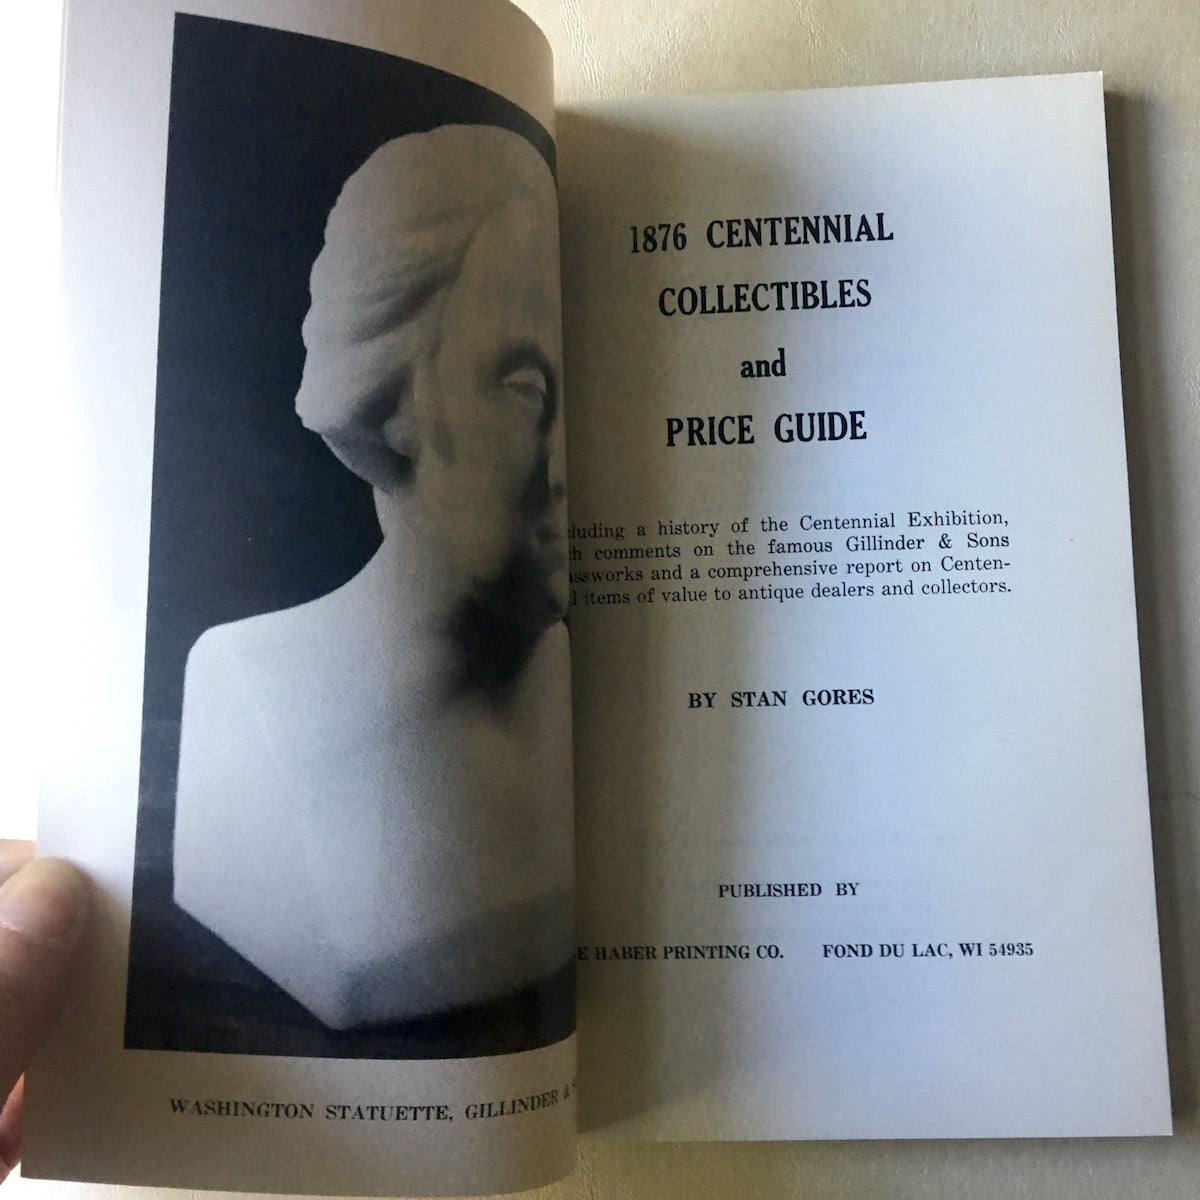 WASHINGTON STATUETTE, GILLINDER &
1876 CENTENNIAL
COLLECTIBLES
and
PRICE GUIDE
cluding a history of the Centennial Exhibition,
h comments on the famous Gillinder & Sons
assworks and a comprehensive report on Centen-
l items of value to antique dealers and collectors.
BY STAN GORES
PUBLISHED BY
E HABER PRINTING CO. FOND DU LAC, WI 54935